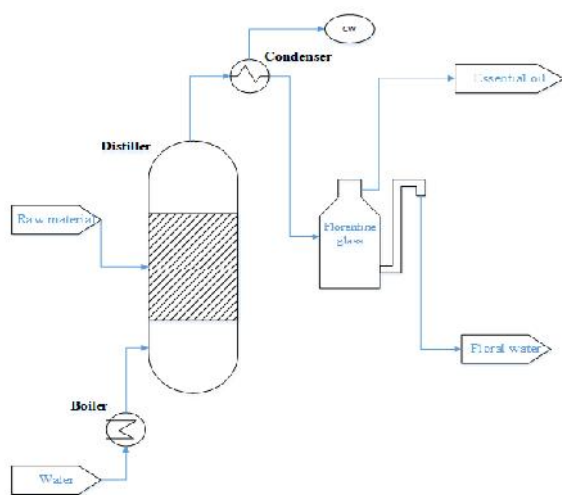 cw
Condenser
Essential oil
Distiller
Raw material
Florentine
glass
Floral water
Boiler
Water